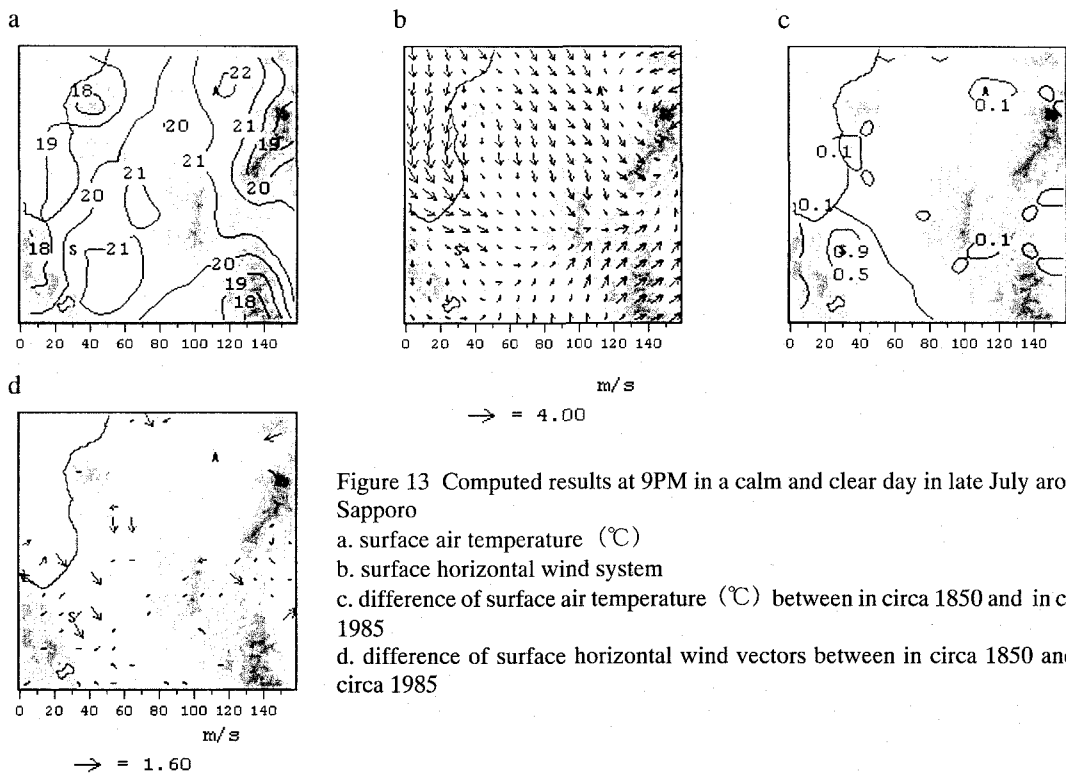 a
22
18
A
20
21
19
19
21
21
20
20
18
S
21
20
19
18
0 20 40 60 80 100 120 140
b
A
S
0 20 40 60 80 100 120 140
m/s
= 4.00
c
A
0.1
0.1
0.1
S
0.9
0.1
0.5
0 20 40 60 80 100 120 140
d
A
S
0 20 40 60 80 100 120 140
m/s
= 1.60
Figure 13 Computed results at 9PM in a calm and clear day in late July aro
Sapporo
a. surface air temperature (℃)
b. surface horizontal wind system
c. difference of surface air temperature (℃) between in circa 1850 and in c
1985
d. difference of surface horizontal wind vectors between in circa 1850 and
circa 1985